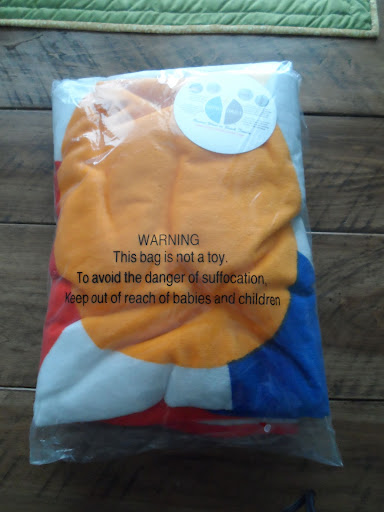 WARNING
This bag is not a toy.
To avoid the danger of suffocation,
Keep out of reach of babies and children